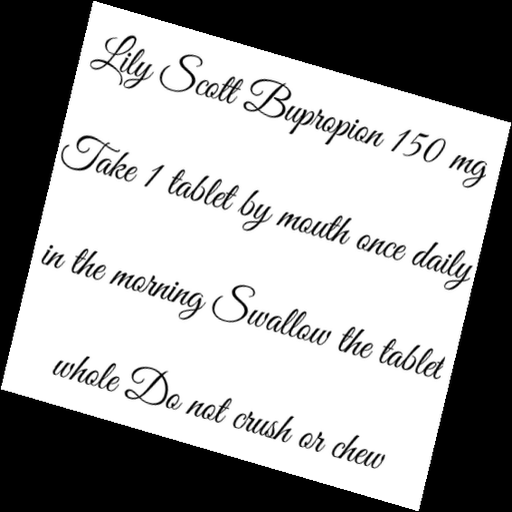 Lily Scott Bupropion 150 mg
Take 1 tablet by mouth once daily
in the morning Swallow the tablet
whole Do not crush or chew